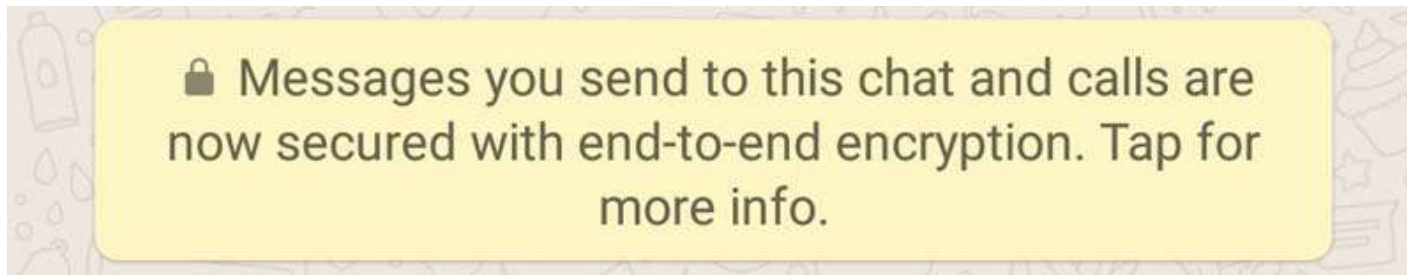 🔒 Messages you send to this chat and calls are
now secured with end-to-end encryption. Tap for
more info.